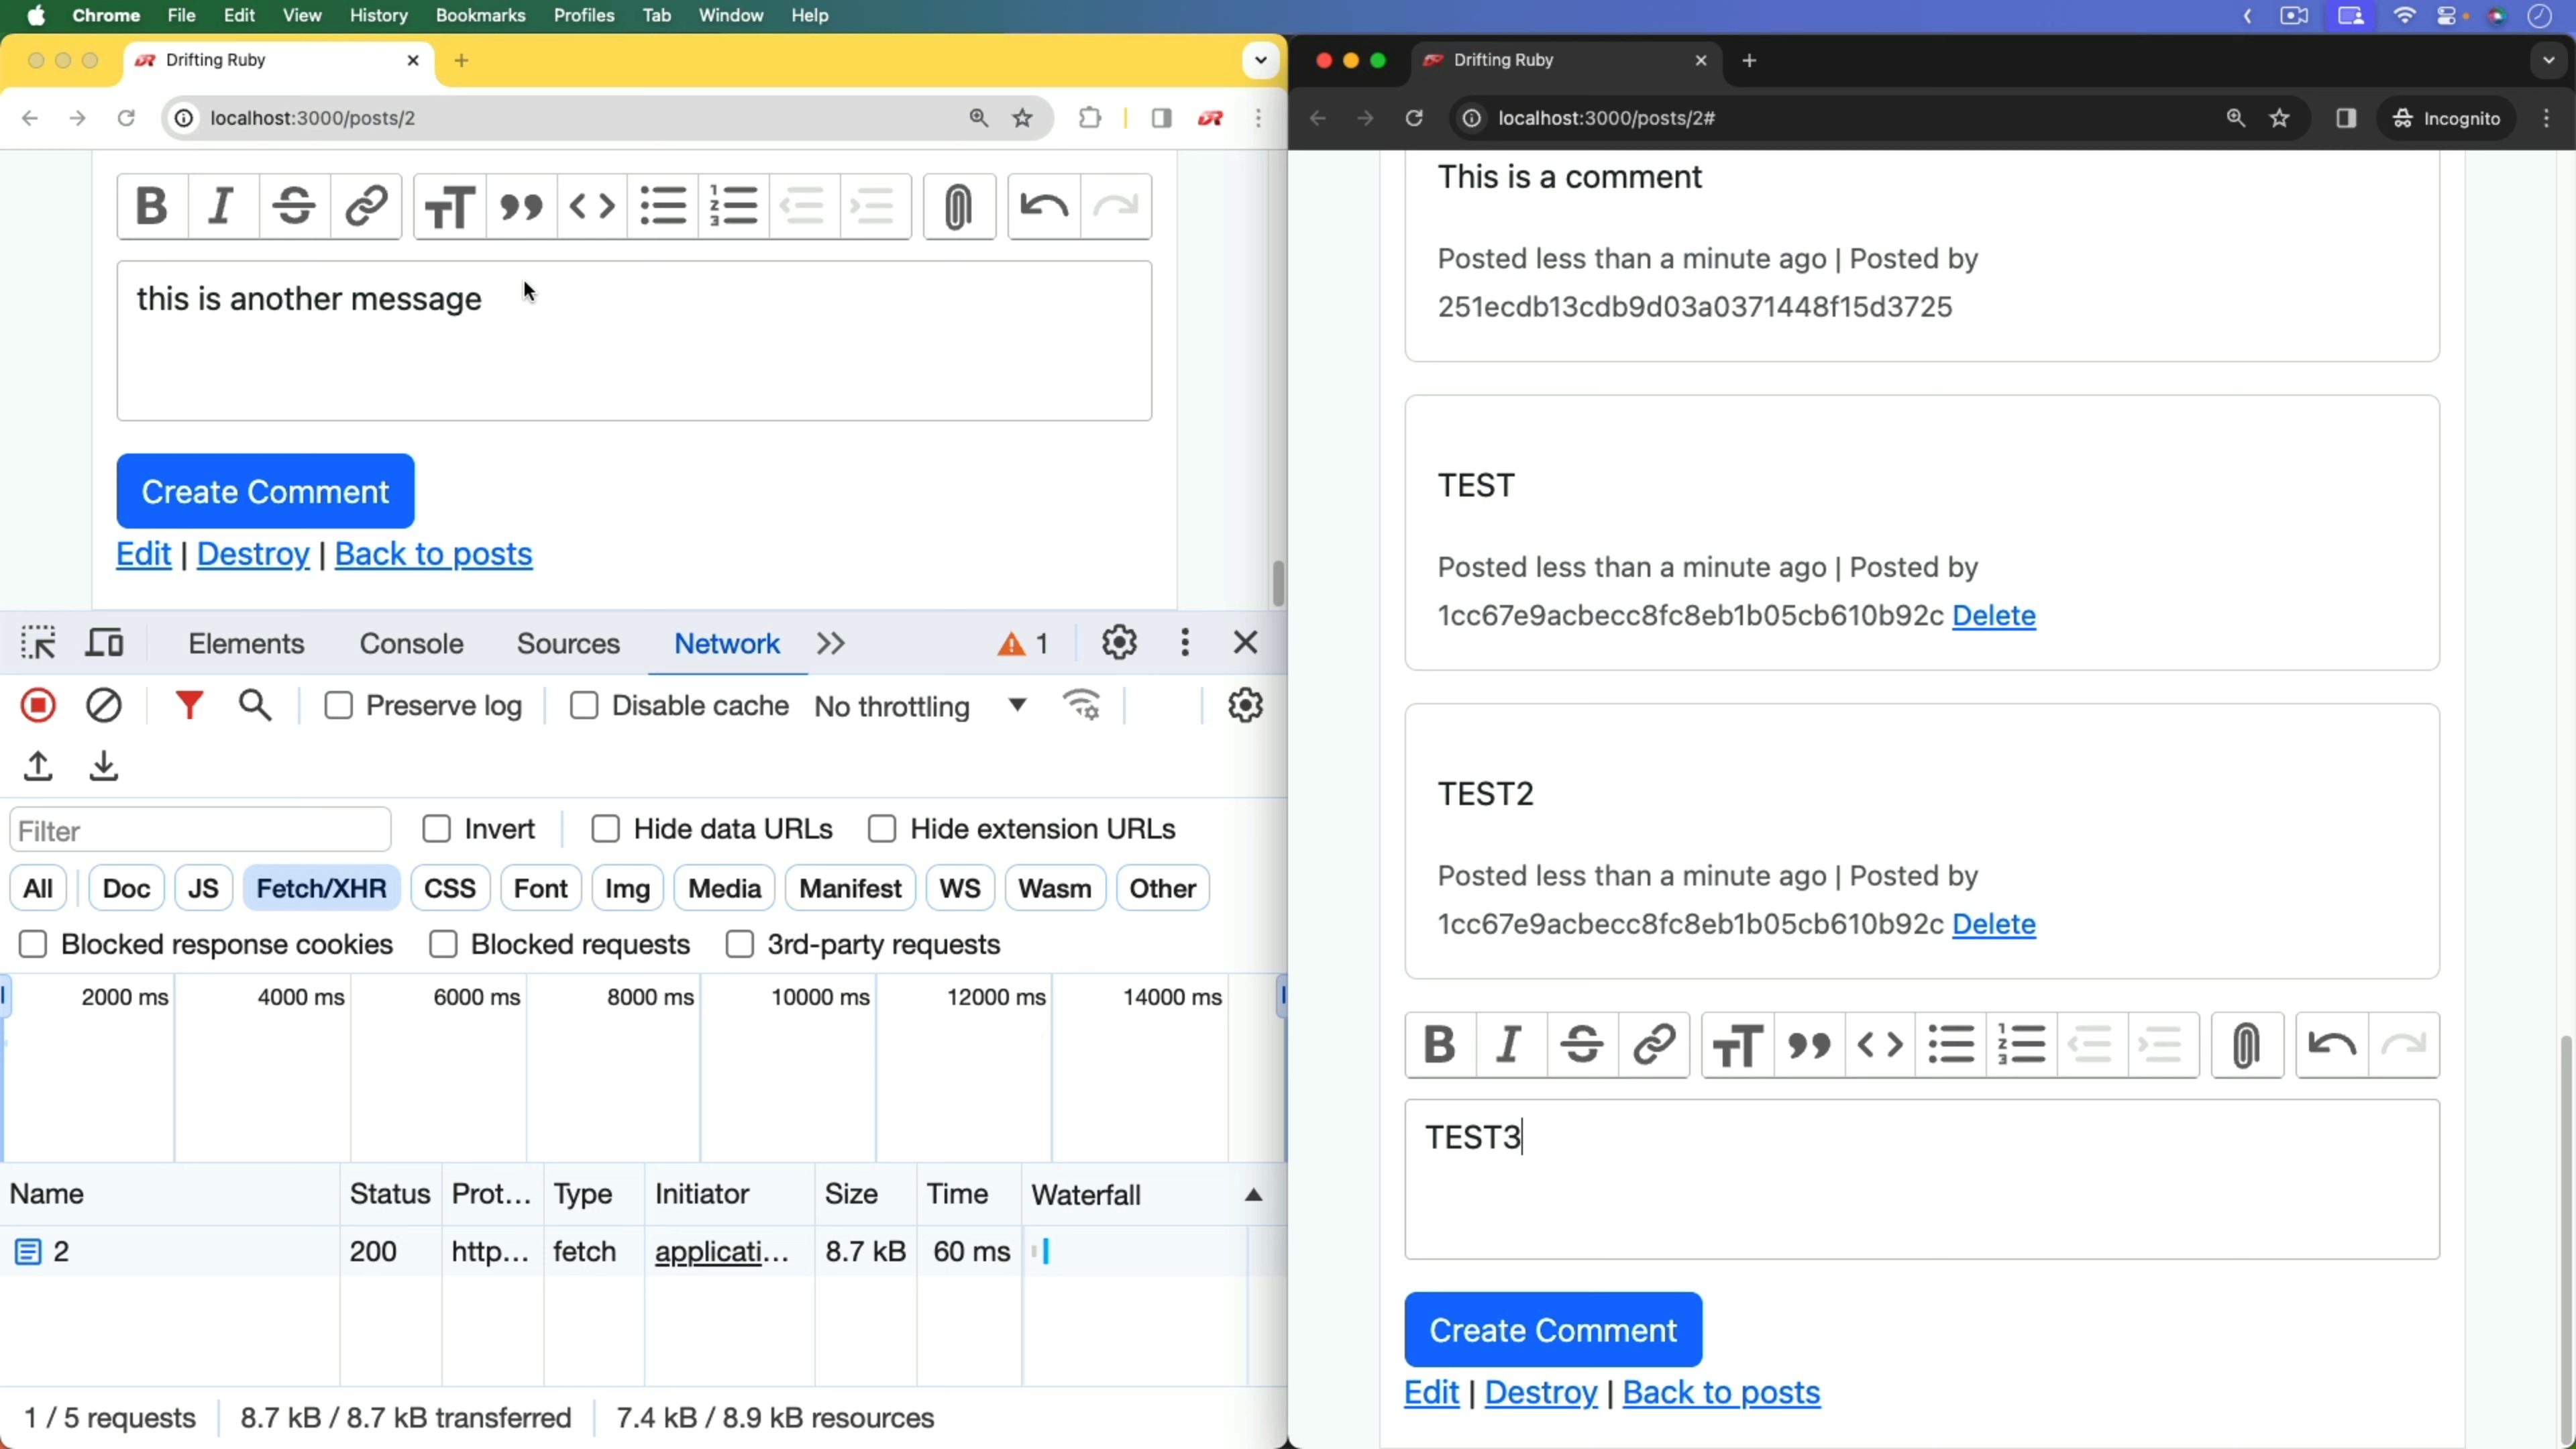 Chrome File Edit View History Bookmarks Profiles Tab Window Help
Drifting Ruby
localhost:3000/posts/2
this is another message
Create Comment
Edit | Destroy | Back to posts
Elements Console Sources Network 1
Preserve log Disable cache No throttling
Filter Invert Hide data URLs Hide extension URLs
All Doc JS Fetch/XHR CSS Font Img Media Manifest WS Wasm Other
Blocked response cookies Blocked requests 3rd-party requests
2000 ms 4000 ms 6000 ms 8000 ms 10000 ms 12000 ms 14000 ms
Name Status Prot... Type Initiator Size Time Waterfall
2 200 http... fetch applicati... 8.7 kB 60 ms
1 / 5 requests 8.7 kB / 8.7 kB transferred 7.4 kB / 8.9 kB resources
Drifting Ruby
localhost:3000/posts/2# Incognito
This is a comment
Posted less than a minute ago | Posted by
251ecdb13cdb9d03a0371448f15d3725
TEST
Posted less than a minute ago | Posted by
1cc67e9acbecc8fc8eb1b05cb610b92c Delete
TEST2
Posted less than a minute ago | Posted by
1cc67e9acbecc8fc8eb1b05cb610b92c Delete
TEST3
Create Comment
Edit | Destroy | Back to posts